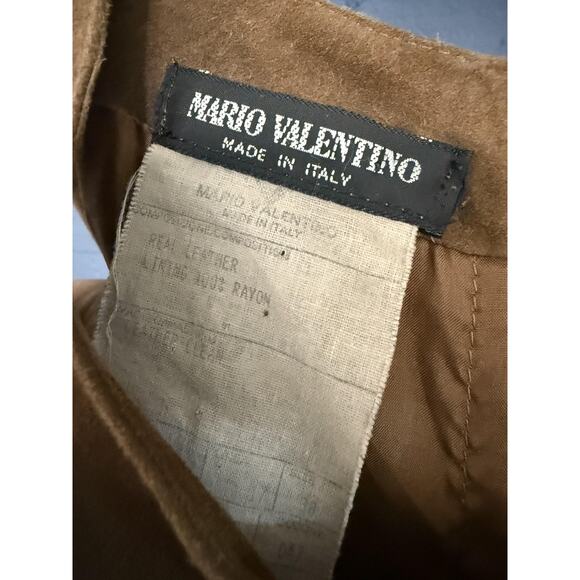 MARIO VALENTINO
MADE IN ITALY
MARIO VALENTINO
MADE IN ITALY
REAL LEATHER
LINING 100% RAYON
LEATHER CLEAN